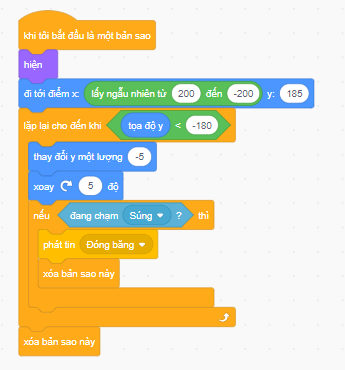 khi tôi bắt đầu là một bản sao
hiện
đi tới điểm x: lấy ngẫu nhiên từ 200 đến -200 y: 185
lặp lại cho đến khi tọa độ y < -180
thay đổi y một lượng -5
xoay 5 độ
nếu đang chạm Súng ? thì
phát tin Đóng băng
xóa bản sao này
xóa bản sao này